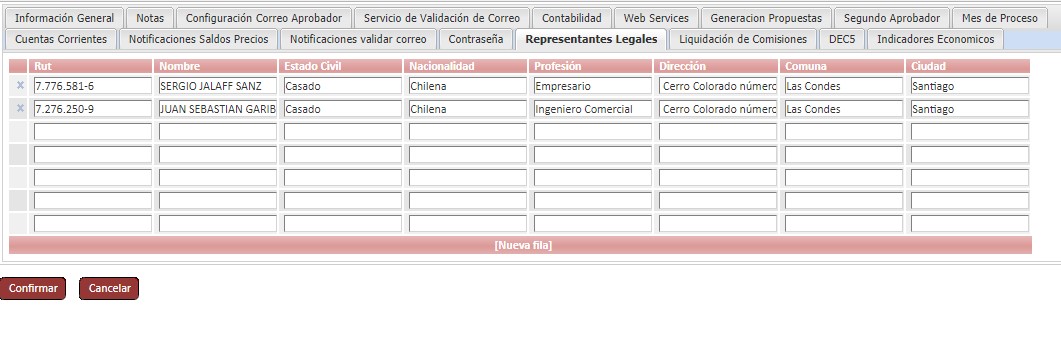 Información General Notas Configuración Correo Aprobador Servicio de Validación de Correo Contabilidad Web Services Generacion Propuestas Segundo Aprobador Mes de Proceso
Cuentas Corrientes Notificaciones Saldos Precios Notificaciones validar correo Contraseña Representantes Legales Liquidación de Comisiones DEC5 Indicadores Economicos
Rut Nombre Estado Civil Nacionalidad Profesión Dirección Comuna Ciudad
x 7.776.581-6 SERGIO JALAFF SANZ Casado Chilena Empresario Cerro Colorado número Las Condes Santiago
x 7.276.250-9 JUAN SEBASTIAN GARIB Casado Chilena Ingeniero Comercial Cerro Colorado número Las Condes Santiago
[Nueva fila]
Confirmar Cancelar